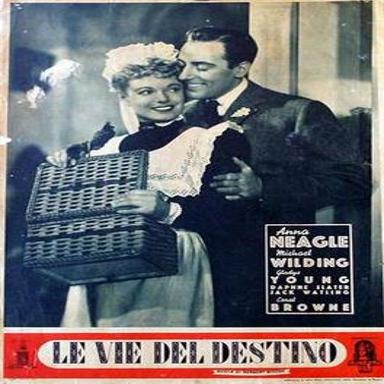 Anna
NEAGLE
Michael
WILDING
Gladys
YOUNG
DAPHNE SLATER
JACK WATLING
Coral
BROWNE
LE VIE DEL DESTINO